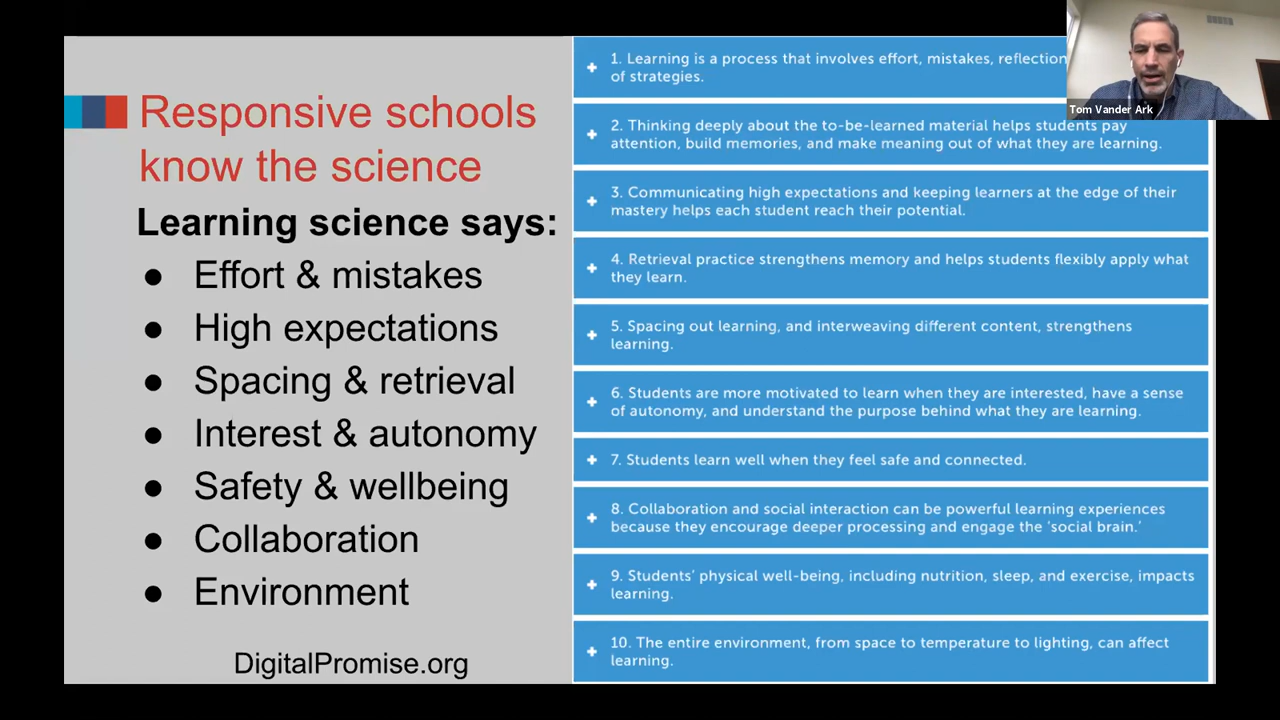 Responsive schools
know the science
Learning science says:
● Effort & mistakes
● High expectations
● Spacing & retrieval
● Interest & autonomy
● Safety & wellbeing
● Collaboration
● Environment
DigitalPromise.org
1. Learning is a process that involves effort, mistakes, reflection
of strategies.
2. Thinking deeply about the to-be-learned material helps students pay
attention, build memories, and make meaning out of what they are learning.
3. Communicating high expectations and keeping learners at the edge of their
mastery helps each student reach their potential.
4. Retrieval practice strengthens memory and helps students flexibly apply what
they learn.
5. Spacing out learning, and interweaving different content, strengthens
learning.
6. Students are more motivated to learn when they are interested, have a sense
of autonomy, and understand the purpose behind what they are learning.
7. Students learn well when they feel safe and connected.
8. Collaboration and social interaction can be powerful learning experiences
because they encourage deeper processing and engage the ‘social brain.’
9. Students’ physical well-being, including nutrition, sleep, and exercise, impacts
learning.
10. The entire environment, from space to temperature to lighting, can affect
learning.
Tom Vander Ark